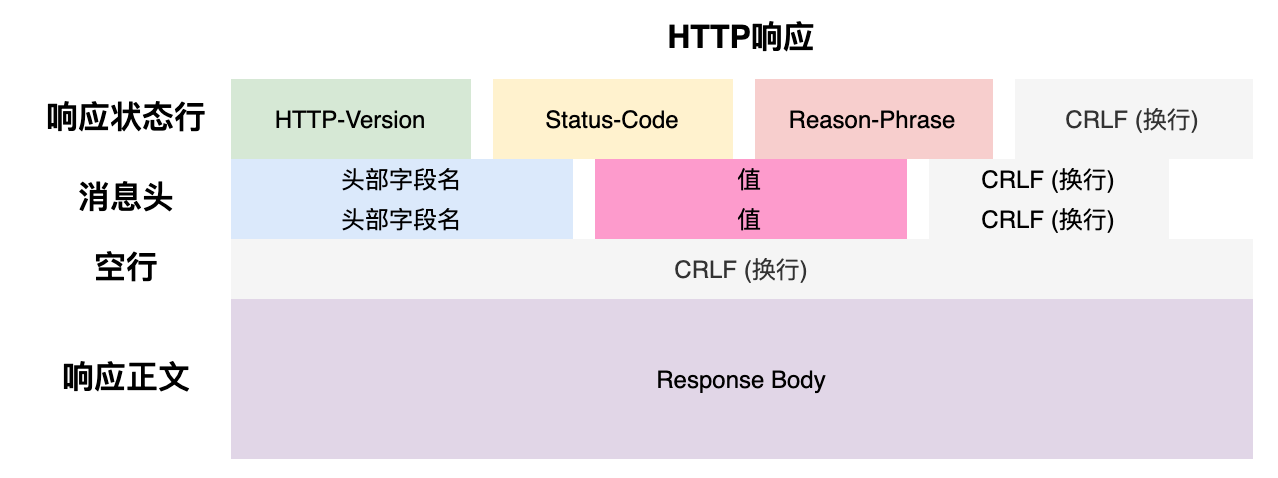 HTTP响应
响应状态行 HTTP-Version Status-Code Reason-Phrase CRLF (换行)
消息头 头部字段名 值 CRLF (换行)
头部字段名 值 CRLF (换行)
空行 CRLF (换行)
响应正文 Response Body